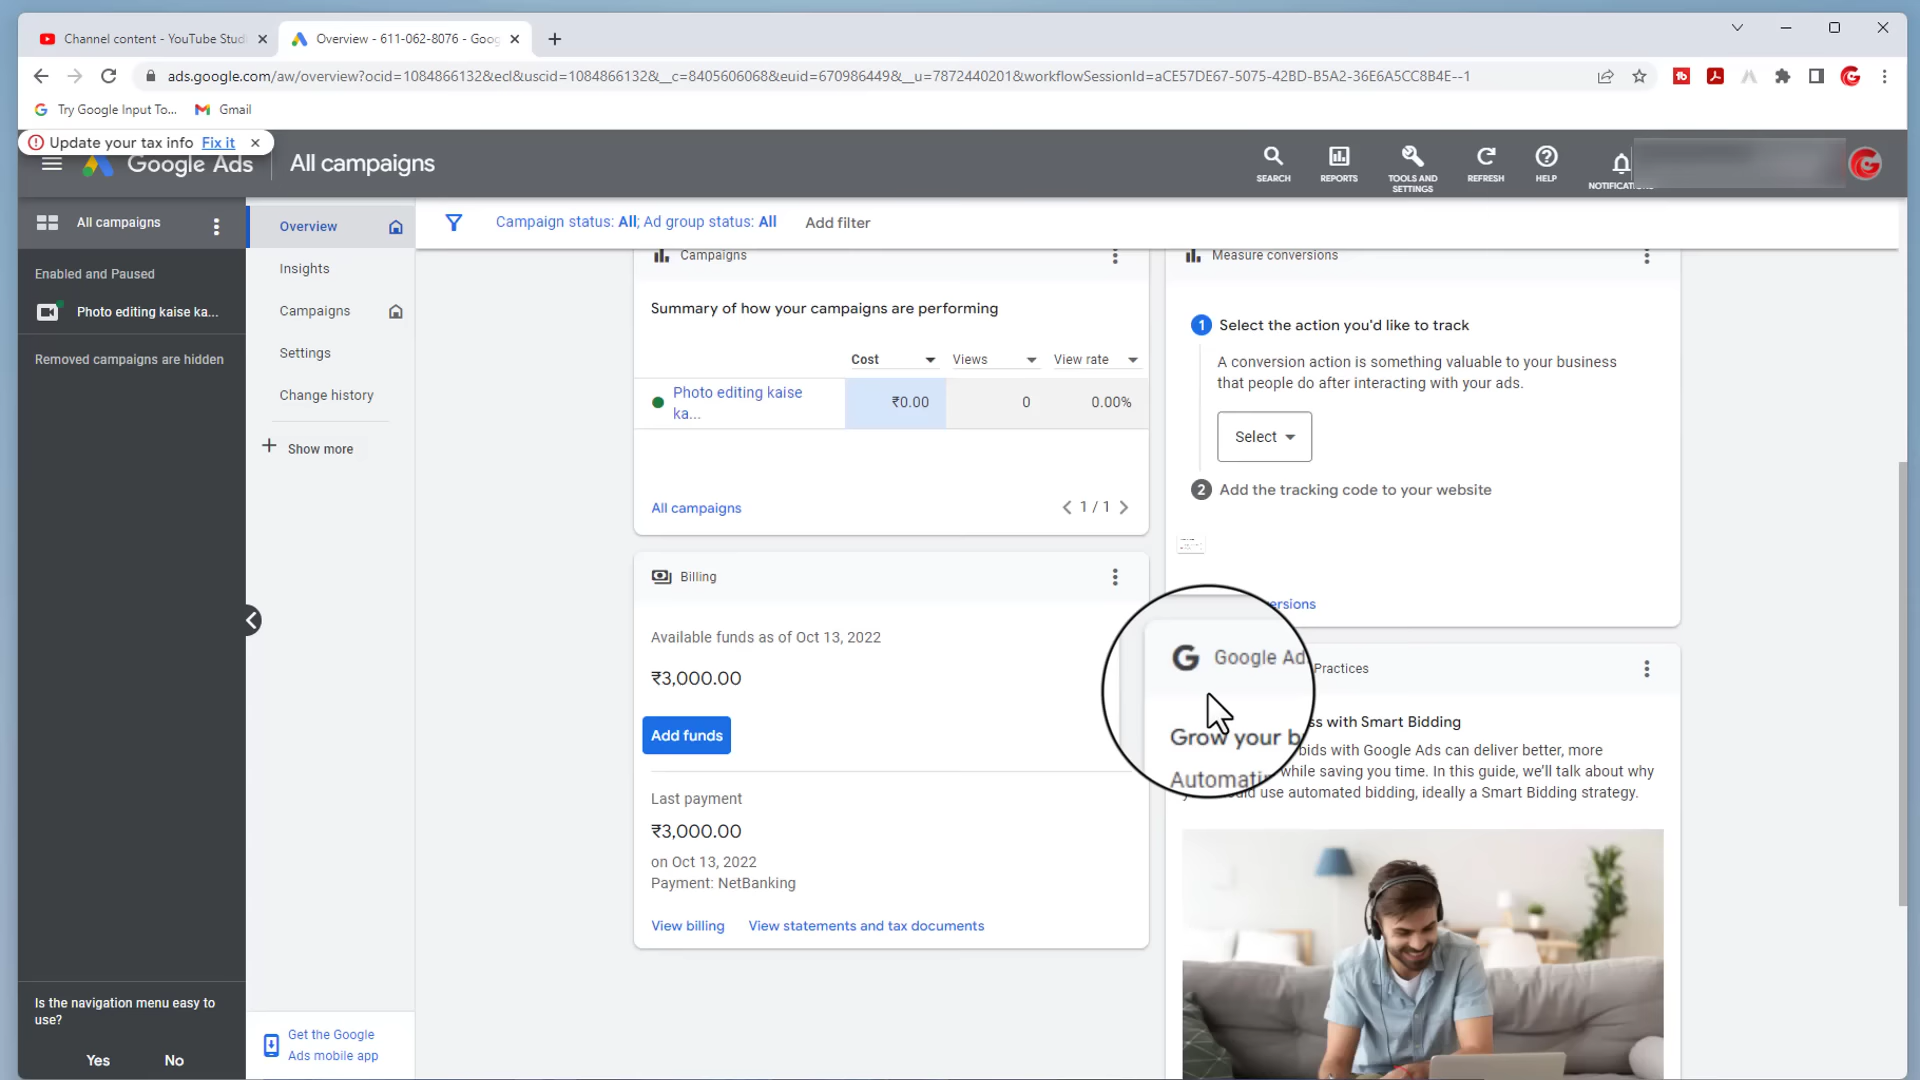 Channel content - YouTube Stud
Overview - 611-062-8076 - Goog
ads.google.com/aw/overview?ocid=1084866132&ecl&uscid=1084866132&__c=8405606068&euid=670986449&__u=7872440201&workflowSessionId=aCE57DE67-5075-42BD-B5A2-36E6A5CC8B4E--1
Try Google Input To...
Gmail
Update your tax info Fix it
Google Ads
All campaigns
SEARCH
REPORTS
TOOLS AND
SETTINGS
REFRESH
HELP
NOTIFICATI
All campaigns
Enabled and Paused
Photo editing kaise ka...
Removed campaigns are hidden
Is the navigation menu easy to
use?
Yes
No
Overview
Insights
Campaigns
Settings
Change history
Show more
Get the Google
Ads mobile app
Campaign status: All; Ad group status: All
Add filter
Campaigns
Summary of how your campaigns are performing
Cost
Views
View rate
Photo editing kaise
ka...
₹0.00
0
0.00%
All campaigns
1 / 1
Billing
Available funds as of Oct 13, 2022
₹3,000.00
Add funds
Last payment
₹3,000.00
on Oct 13, 2022
Payment: NetBanking
View billing
View statements and tax documents
Measure conversions
1 Select the action you'd like to track
A conversion action is something valuable to your business
that people do after interacting with your ads.
Select
2 Add the tracking code to your website
ersions
Google Ad Practices
Grow your b ss with Smart Bidding
Automatin bids with Google Ads can deliver better, more
while saving you time. In this guide, we'll talk about why
use automated bidding, ideally a Smart Bidding strategy.